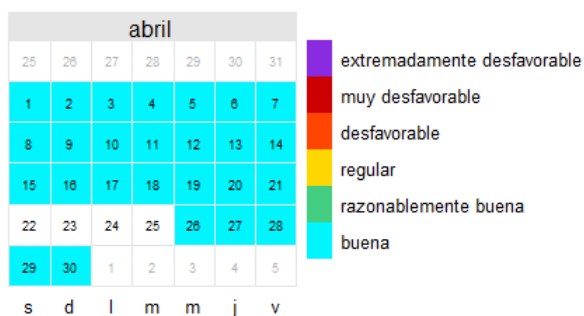 abril
25 26 27 28 29 30 31
1 2 3 4 5 6 7
8 9 10 11 12 13 14
15 16 17 18 19 20 21
22 23 24 25 26 27 28
29 30 1 2 3 4 5
s d l m m j v
extremadamente desfavorable
muy desfavorable
desfavorable
regular
razonablemente buena
buena